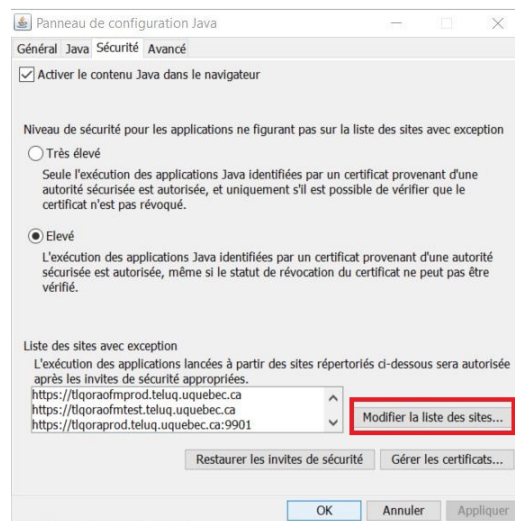 Panneau de configuration Java
Général Java Sécurité Avancé
Activer le contenu Java dans le navigateur
Niveau de sécurité pour les applications ne figurant pas sur la liste des sites avec exception
Très élevé
Seule l'exécution des applications Java identifiées par un certificat provenant d'une
autorité sécurisée est autorisée, et uniquement s'il est possible de vérifier que le
certificat n'est pas révoqué.
Elevé
L'exécution des applications Java identifiées par un certificat provenant d'une autorité
sécurisée est autorisée, même si le statut de révocation du certificat ne peut pas être
vérifié.
Liste des sites avec exception
L'exécution des applications lancées à partir des sites répertoriés ci-dessous sera autorisée
après les invites de sécurité appropriées.
https://tlqoraofmprod.teluq.uquebec.ca
https://tlqoraofmtest.teluq.uquebec.ca
https://tlqoraprod.teluq.uquebec.ca:9901
Modifier la liste des sites...
Restaurer les invites de sécurité Gérer les certificats...
OK Annuler Appliquer